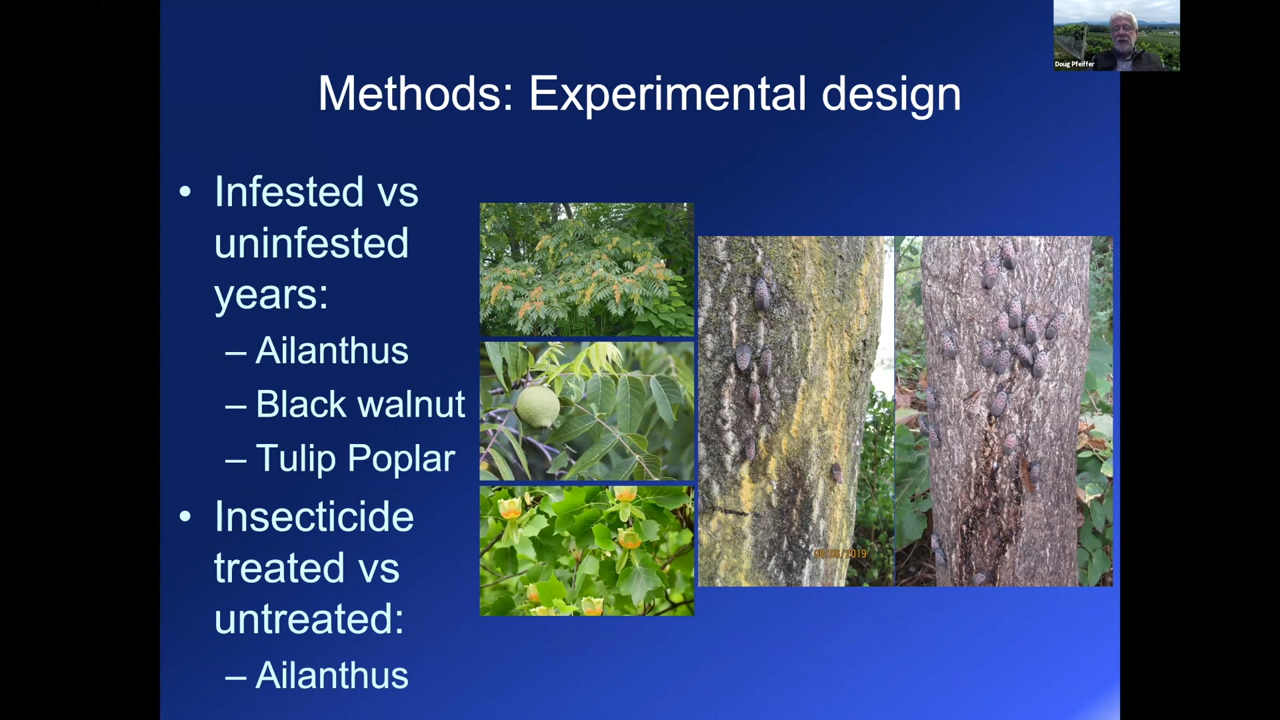 Doug Pfeiffer
Methods: Experimental design
• Infested vs
uninfested
years:
– Ailanthus
– Black walnut
– Tulip Poplar
• Insecticide
treated vs
untreated:
– Ailanthus